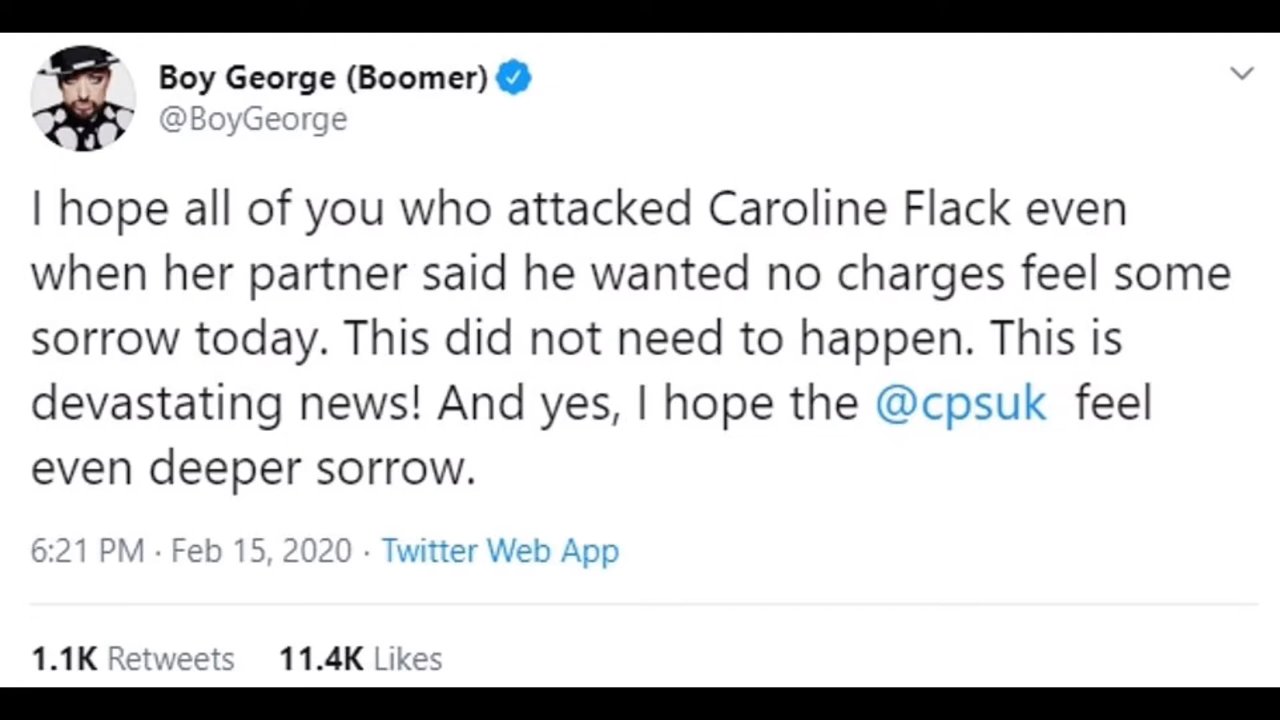 Boy George (Boomer)
@BoyGeorge
I hope all of you who attacked Caroline Flack even
when her partner said he wanted no charges feel some
sorrow today. This did not need to happen. This is
devastating news! And yes, I hope the @cpsuk feel
even deeper sorrow.
6:21 PM · Feb 15, 2020 · Twitter Web App
1.1K Retweets 11.4K Likes